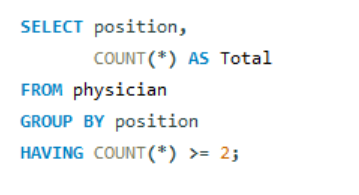 SELECT position,
COUNT(*) AS Total
FROM physician
GROUP BY position
HAVING COUNT(*) >= 2;